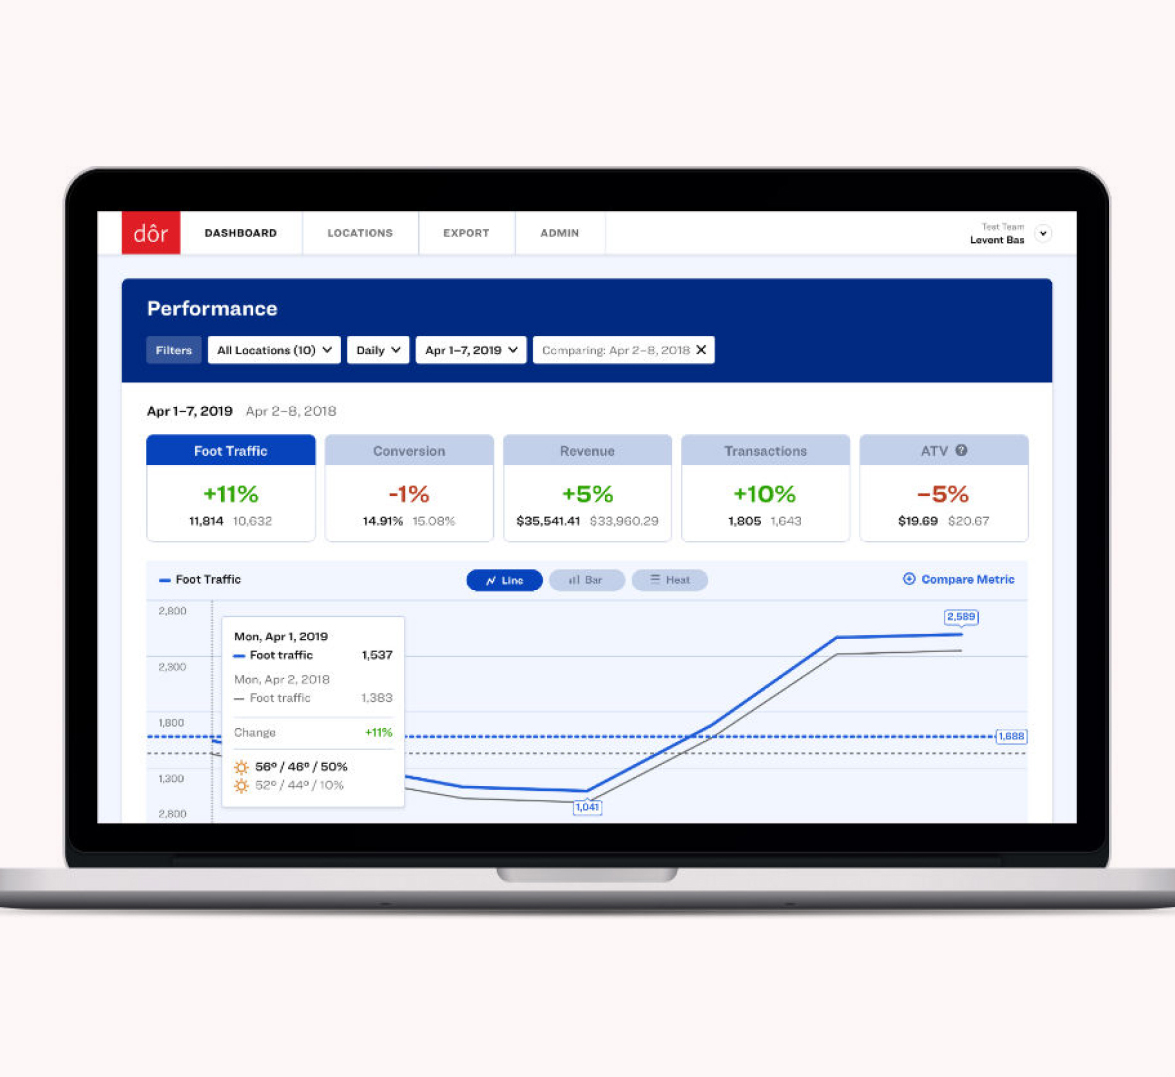 dôr DASHBOARD LOCATIONS EXPORT ADMIN
Teet Team
Levent Bas
Performance
Filters All Locations (10) Daily Apr 1–7, 2019 Comparing: Apr 2–8, 2018
Apr 1–7, 2019 Apr 2–8, 2018
Foot Traffic Conversion Revenue Transactions ATV ?
+11% -1% +5% +10% –5%
11,814 10,632 14.91% 15.08% $35,541.41 $33,960.29 1,805 1,643 $19.69 $20.67
Foot Traffic Line Bar Heat Compare Metric
2,800
2,589
Mon, Apr 1, 2019
Foot traffic 1,537
2,300
Mon, Apr 2, 2018
Foot traffic 1,383
1,800
Change +11%
1,688
56º / 46º / 50%
1,300
52º / 44º / 10%
1,041
2,800